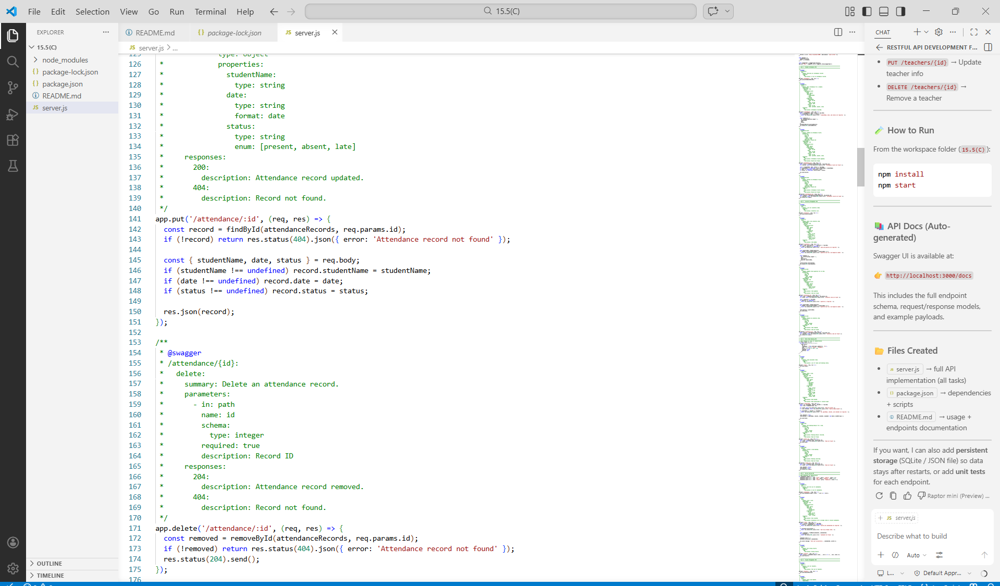 File Edit Selection View Go Run Terminal Help
15.5(C)
EXPLORER
15.5(C)
node_modules
package-lock.json
package.json
README.md
server.js
OUTLINE
TIMELINE
README.md
package-lock.json
server.js
server.js > ...
125 * type: object
126 * properties:
127 * studentName:
128 * type: string
129 * date:
130 * type: string
131 * format: date
132 * status:
133 * type: string
134 * enum: [present, absent, late]
135 * responses:
136 * 200:
137 * description: Attendance record updated.
138 * 404:
139 * description: Record not found.
140 */
141 app.put('/attendance/:id', (req, res) => {
142 const record = findById(attendanceRecords, req.params.id);
143 if (!record) return res.status(404).json({ error: 'Attendance record not found' });
144
145 const { studentName, date, status } = req.body;
146 if (studentName !== undefined) record.studentName = studentName;
147 if (date !== undefined) record.date = date;
148 if (status !== undefined) record.status = status;
149
150 res.json(record);
151 });
152
153 /**
154 * @swagger
155 * /attendance/{id}:
156 * delete:
157 * summary: Delete an attendance record.
158 * parameters:
159 * - in: path
160 * name: id
161 * schema:
162 * type: integer
163 * required: true
164 * description: Record ID
165 * responses:
166 * 204:
167 * description: Attendance record removed.
168 * 404:
169 * description: Record not found.
170 */
171 app.delete('/attendance/:id', (req, res) => {
172 const removed = removeById(attendanceRecords, req.params.id);
173 if (!removed) return res.status(404).json({ error: 'Attendance record not found' });
174 res.status(204).send();
175 });
176
CHAT
RESTFUL API DEVELOPMENT F...
PUT /teachers/{id} → Update
teacher info
DELETE /teachers/{id} →
Remove a teacher
How to Run
From the workspace folder ( 15.5(C) ):
npm install
npm start
API Docs (Auto-
generated)
Swagger UI is available at:
http://localhost:3000/docs
This includes the full endpoint
schema, request/response models,
and example payloads.
Files Created
server.js → full API
implementation (all tasks)
package.json → dependencies
+ scripts
README.md → usage +
endpoints documentation
If you want, I can also add persistent
storage (SQLite / JSON file) so data
stays after restarts, or add unit tests
for each endpoint.
Raptor mini (Preview) ...
server.js
Describe what to build
Auto
L...
Default Appr...